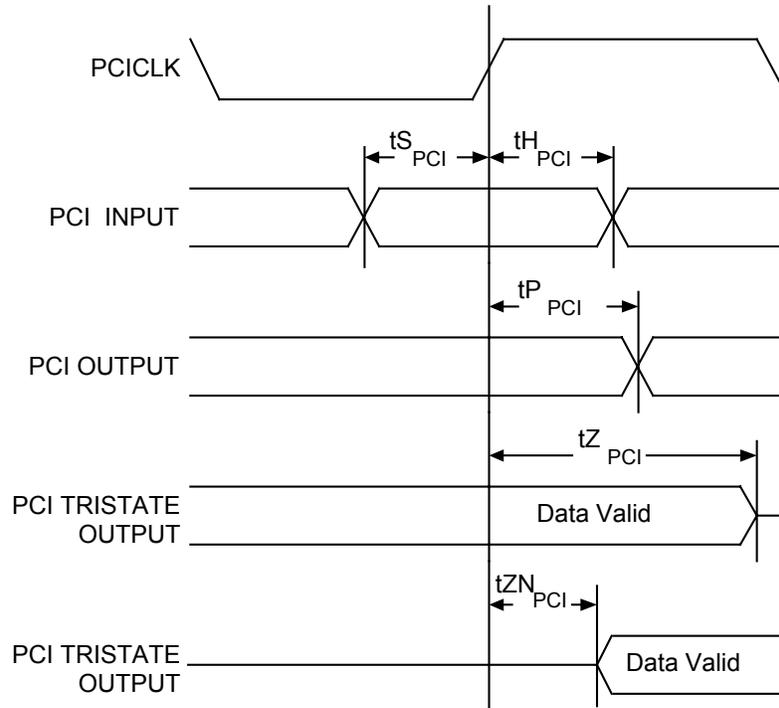 PCICLK
tS PCI
tH PCI
PCI INPUT
tP PCI
PCI OUTPUT
tZ PCI
PCI TRISTATE
OUTPUT
Data Valid
tZN PCI
PCI TRISTATE
OUTPUT
Data Valid